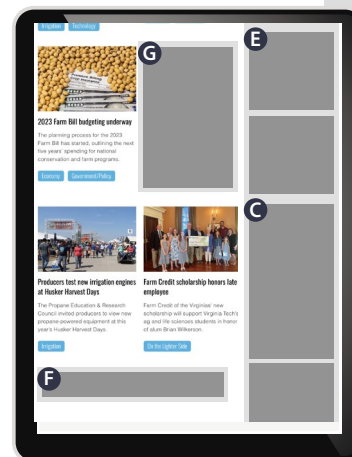 Irrigation Technology
G
E
2023 Farm Bill budgeting underway
The planning process for the 2023
Farm Bill has started, outlining the next
five years' spending for national
conservation and farm programs.
Economy Government/Policy
C
Producers test new irrigation engines
at Husker Harvest Days
The Propane Education & Research
Council invited producers to view new
propane-powered equipment at this
year's Husker Harvest Days.
Irrigation
Farm Credit scholarship honors late
employee
Farm Credit of the Virginias' new
scholarship will support Virginia Tech's
ag and life sciences students in honor
of alum Brian Wilkerson.
On the Lighter Side
F